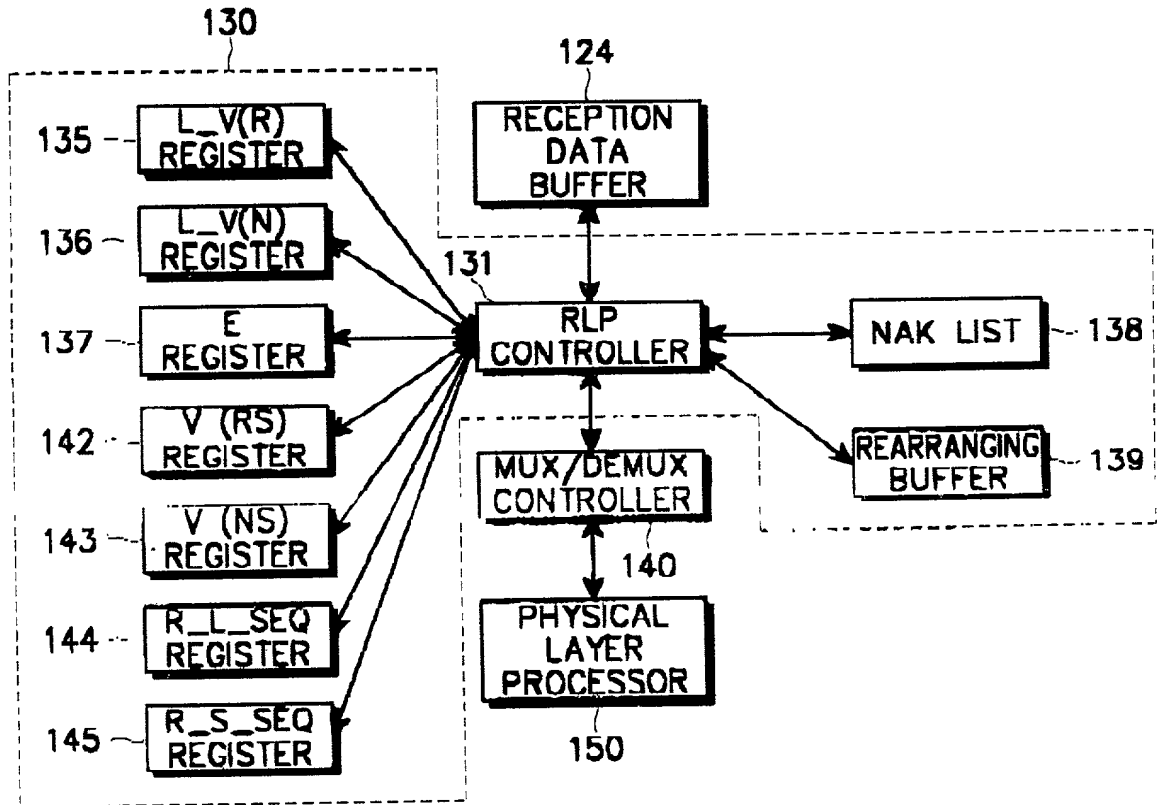 130
124
135
L_V(R)
REGISTER
RECEPTION
DATA
BUFFER
136
L_V(N)
REGISTER
131
137
E
REGISTER
RLP
CONTROLLER
NAK LIST
138
142
V (RS)
REGISTER
MUX/DEMUX
CONTROLLER
REARRANGING
BUFFER
139
143
V (NS)
REGISTER
140
144
R_L_SEQ
REGISTER
PHYSICAL
LAYER
PROCESSOR
145
R_S_SEQ
REGISTER
150